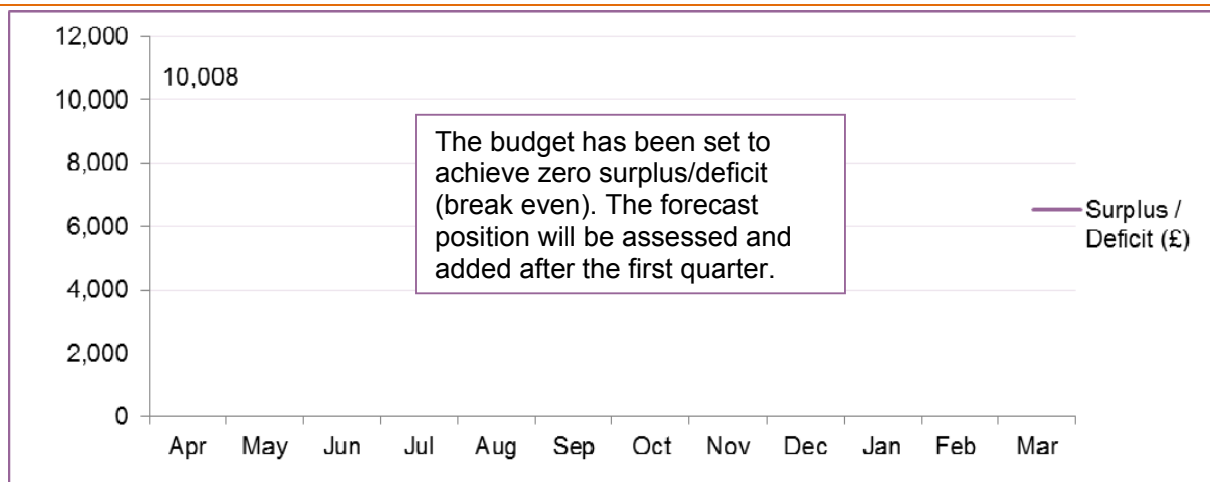 12,000
10,008
10,000
The budget has been set to
achieve zero surplus/deficit
(break even). The forecast
position will be assessed and
added after the first quarter.
8,000
6,000
4,000
2,000
0
Surplus /
Deficit (£)
Apr May Jun Jul Aug Sep Oct Nov Dec Jan Feb Mar